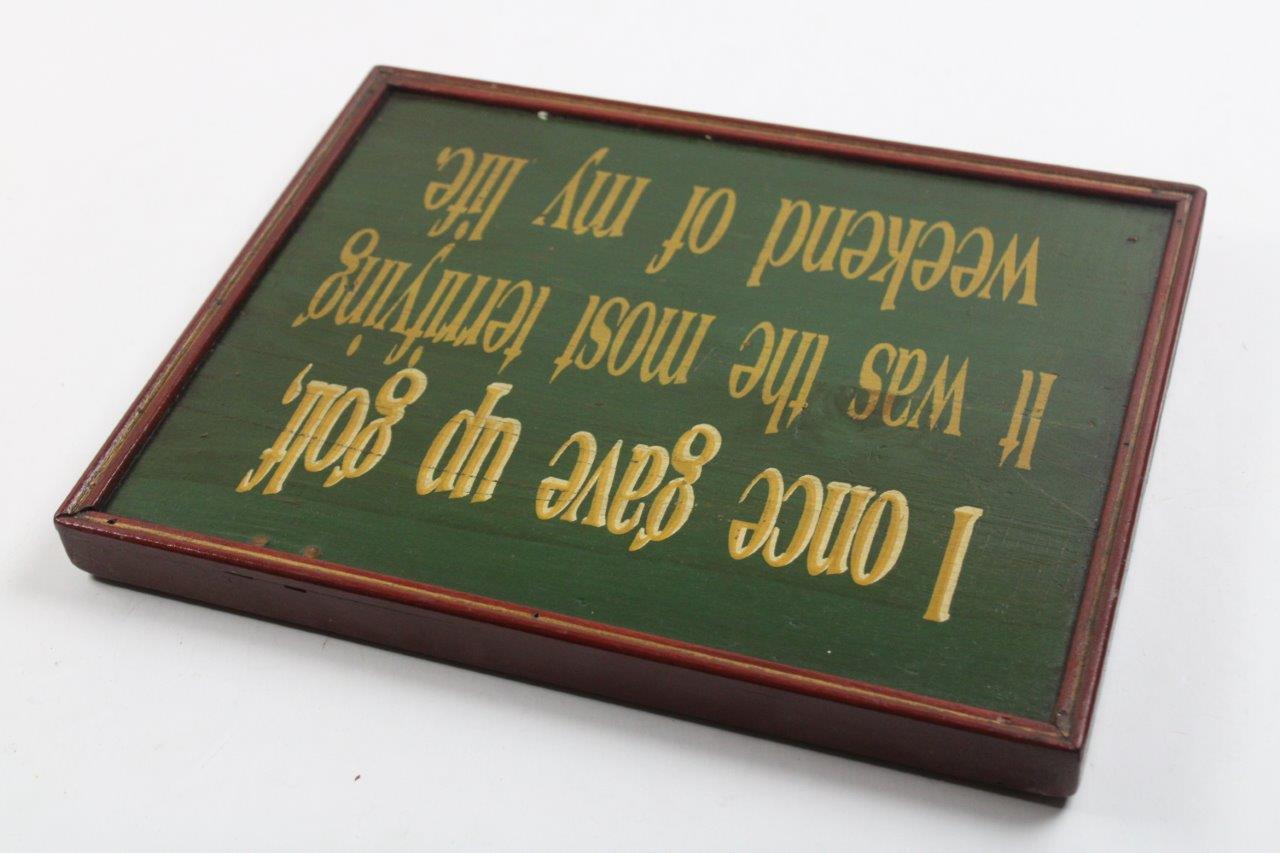 I once gave up golf,
It was the most terrifying
weekend of my life.